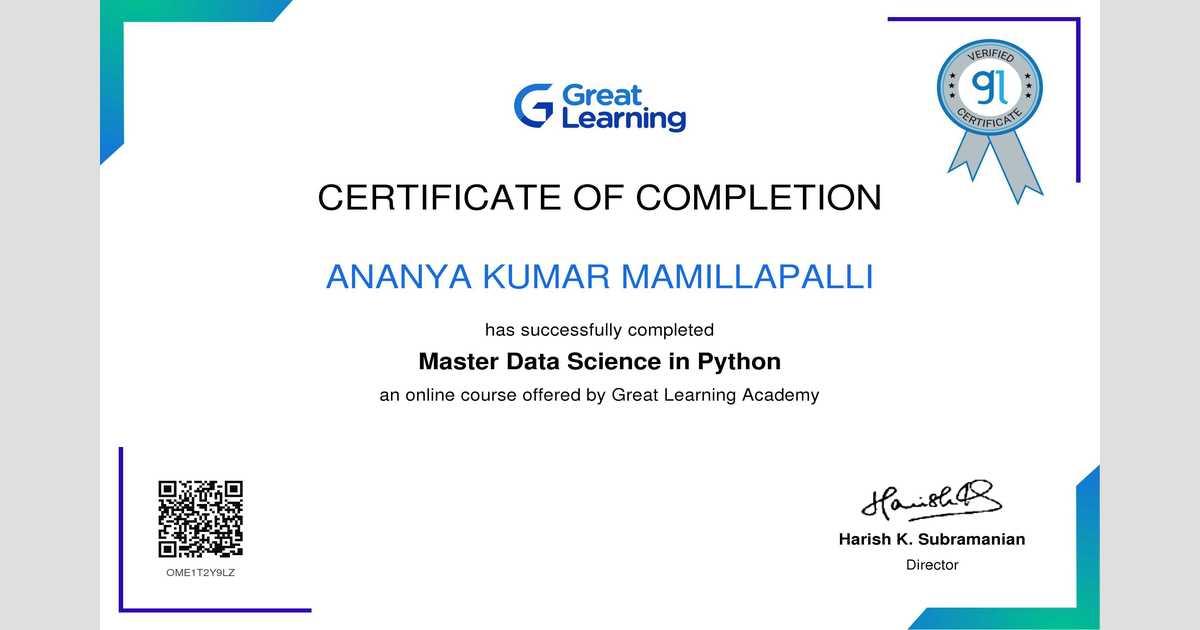 VERIFIED
gl
CERTIFICATE
Great
Learning
CERTIFICATE OF COMPLETION
ANANYA KUMAR MAMILLAPALLI
has successfully completed
Master Data Science in Python
an online course offered by Great Learning Academy
OME1T2Y9LZ
Harish K. Subramanian
Director